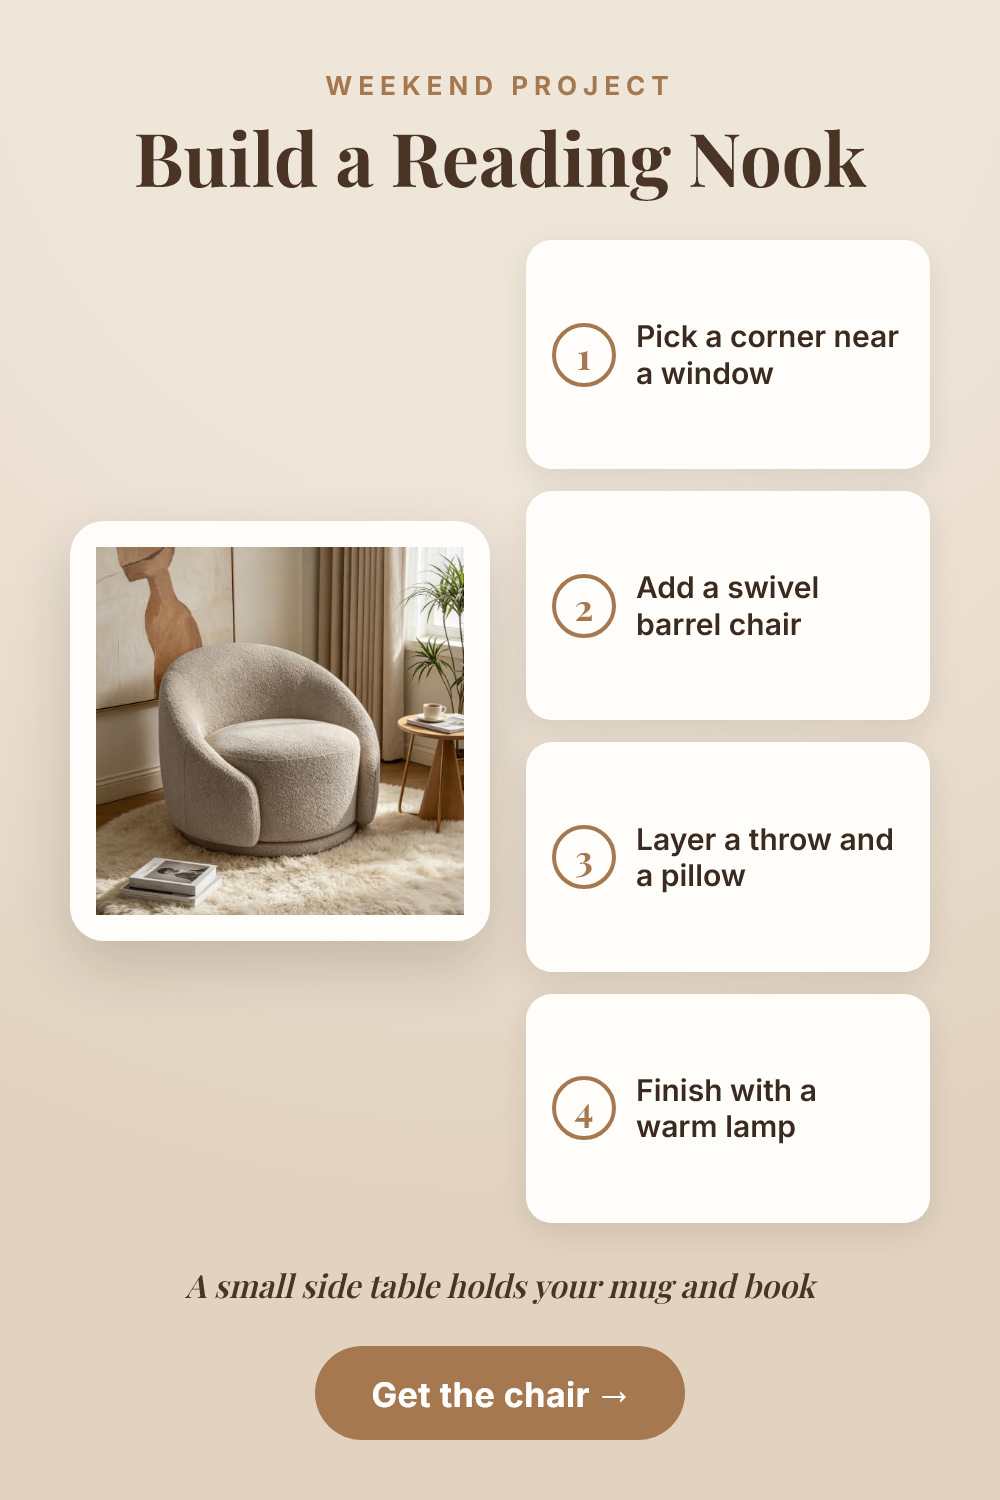 WEEKEND PROJECT
Build a Reading Nook
1
Pick a corner near
a window
2
Add a swivel
barrel chair
3
Layer a throw and
a pillow
4
Finish with a
warm lamp
A small side table holds your mug and book
Get the chair →